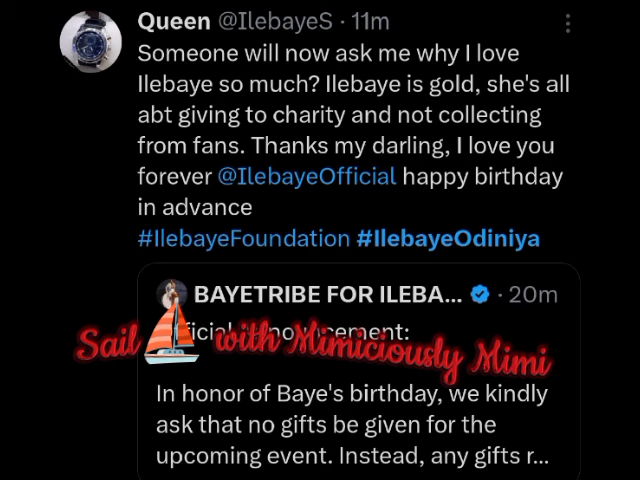 Queen @IlebayeS · 11m
Someone will now ask me why I love
Ilebaye so much? Ilebaye is gold, she's all
abt giving to charity and not collecting
from fans. Thanks my darling, I love you
forever @IlebayeOfficial happy birthday
in advance
#IlebayeFoundation #IlebayeOdiniya
BAYETRIBE FOR ILEBA... · 20m
Sail with Mimiciously Mimi
In honor of Baye's birthday, we kindly
ask that no gifts be given for the
upcoming event. Instead, any gifts r...